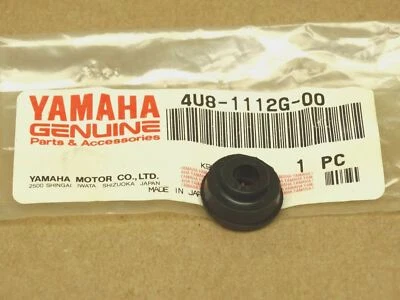 YAMAHA
GENUINE
Parts & Accessories
4U8-1112G-00
1 PC
YAMAHA MOTOR CO., LTD.
2500 SHINGAI IWATA SHIZUOKA JAPAN
MADE IN